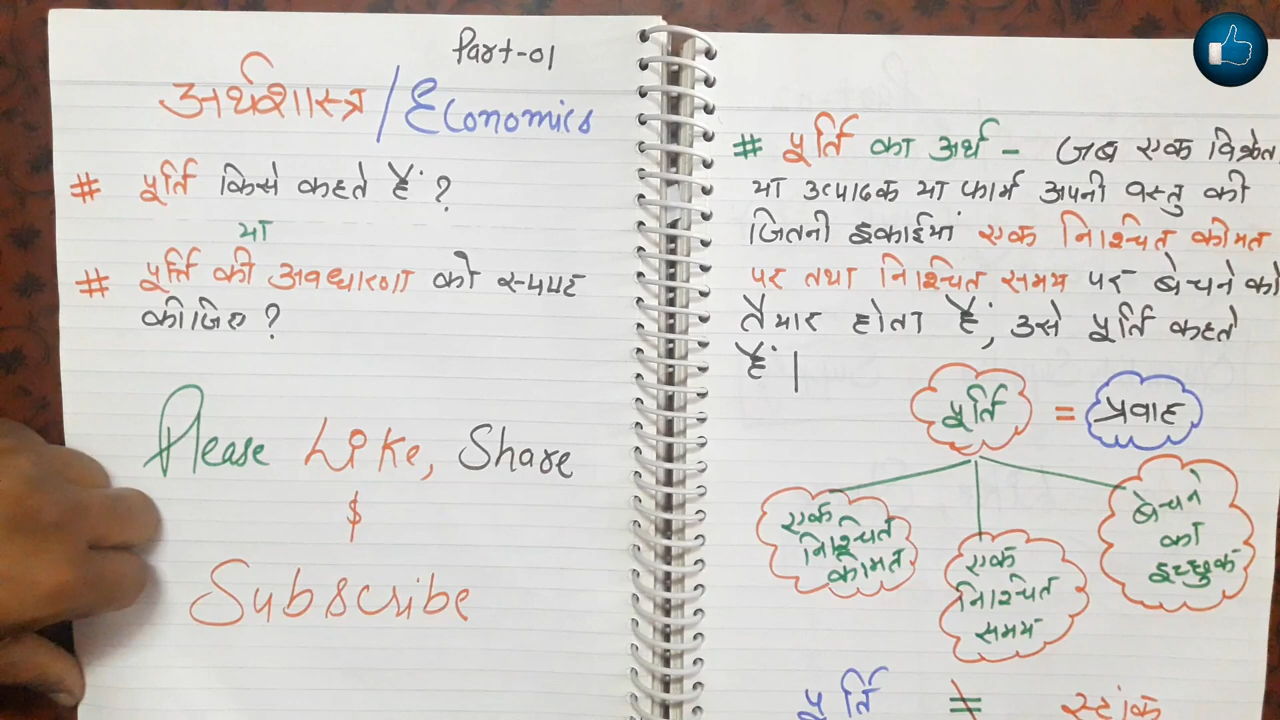 Part-01
अर्थशास्त्र / Economics
# पूर्ति किसे कहते हैं ?
या
# पूर्ति की अवधारणा को स्पष्ट
कीजिए ?
Please Like, Share
$
Subscribe
# पूर्ति का अर्थ - जब एक विक्रेता
या उत्पादक या फार्म अपनी वस्तु की
जितनी इकाईयां एक निश्चित कीमत
पर तथा निश्चित समय पर बेचने को
तैयार होता हैं, उसे पूर्ति कहते
हैं |
पूर्ति = प्रवाह
एक
निश्चित
कीमत
एक
निश्चित
समय
बेचने
का
इच्छुक
पूर्ति ≠ स्टांक